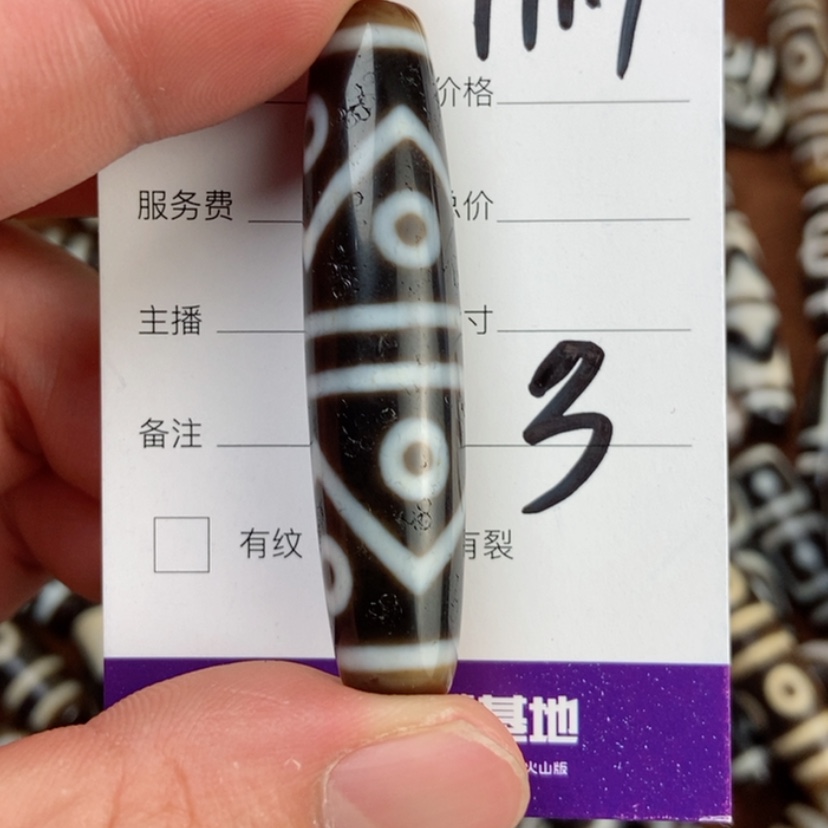 价格
服务费 总价
主播 寸
备注 3
有纹 有裂
基地
火山版